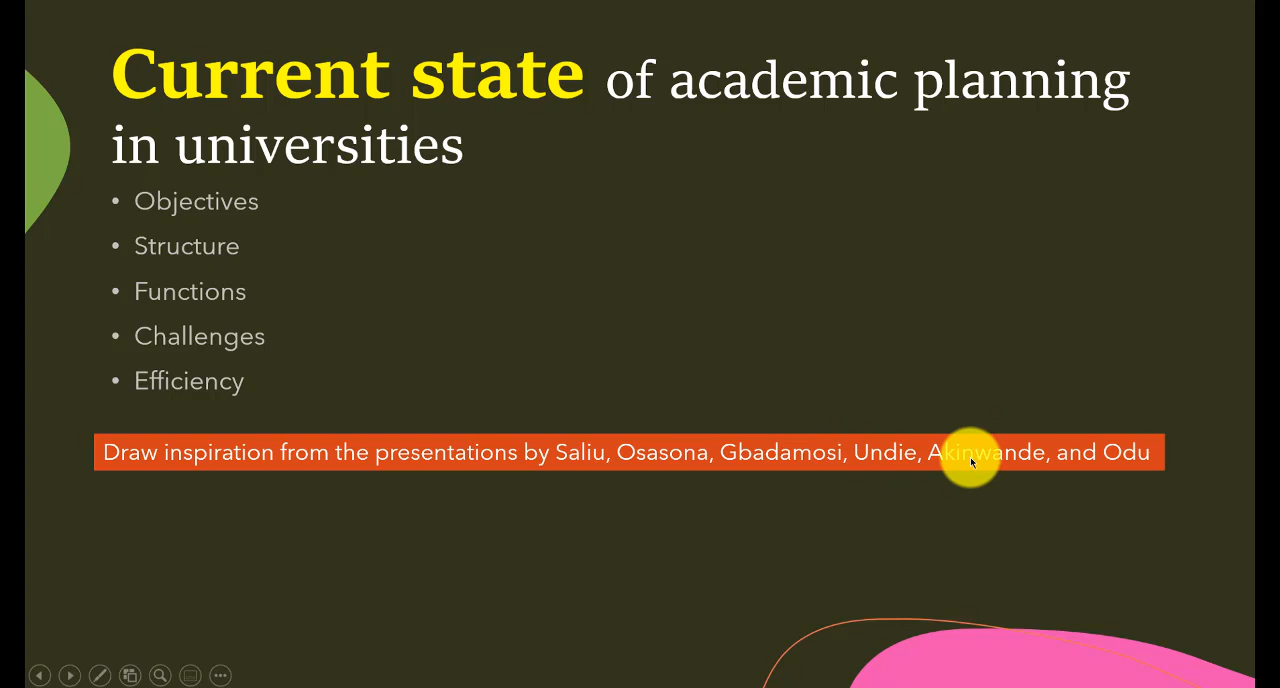 Current state of academic planning
in universities
• Objectives
• Structure
• Functions
• Challenges
• Efficiency
Draw inspiration from the presentations by Saliu, Osasona, Gbadamosi, Undie, Akinwande, and Odu